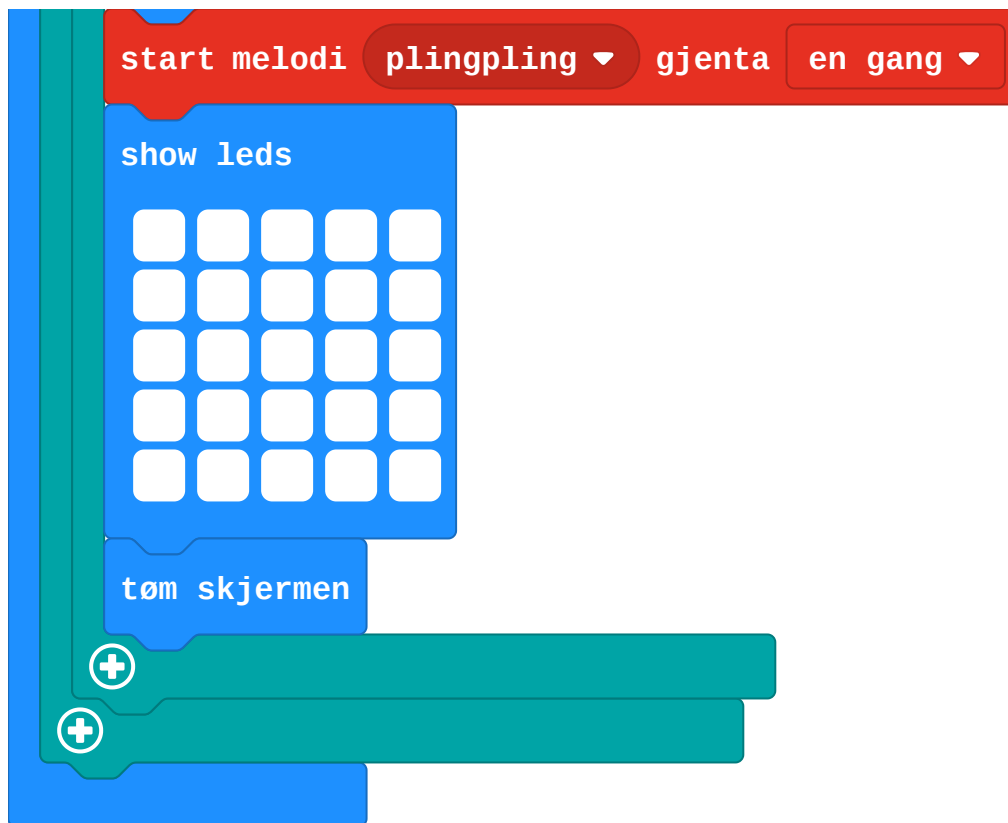 start melodi plingpling gjenta en gang
show leds
tøm skjermen